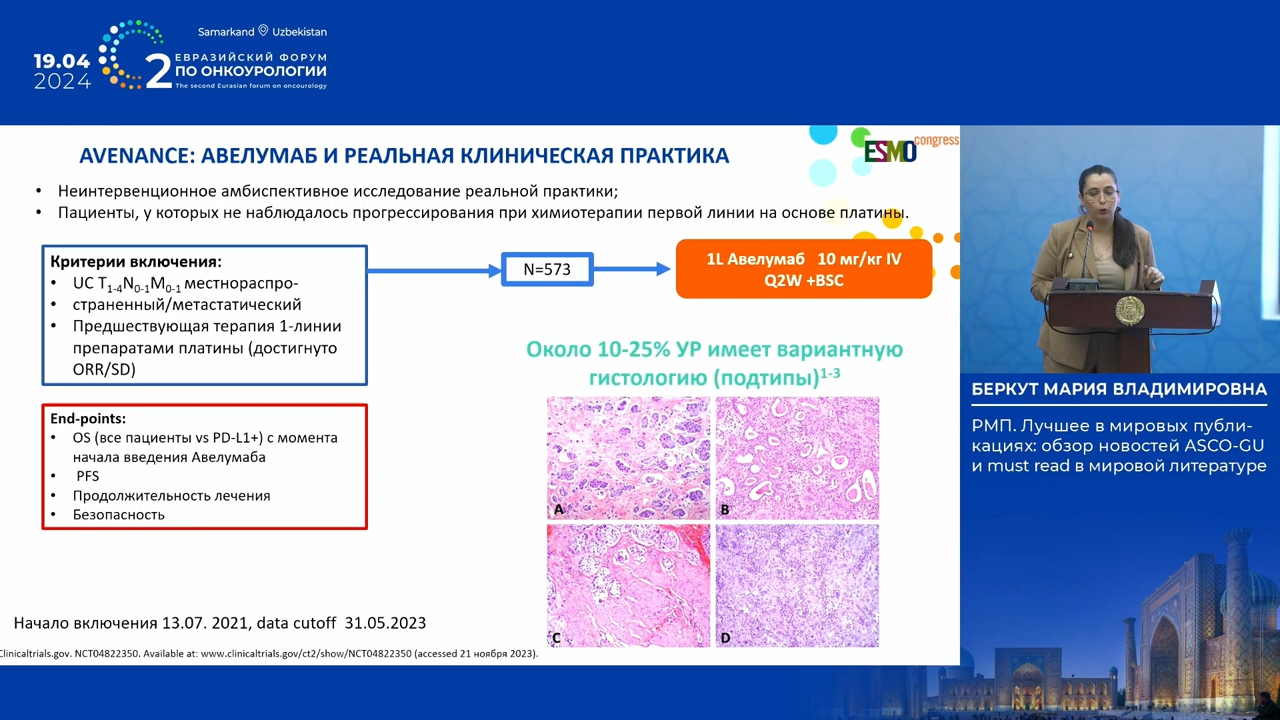 Samarkand Uzbekistan
19.04
2024
2
ЕВРАЗИЙСКИЙ ФОРУМ
ПО ОНКОУРОЛОГИИ
The second Eurasian forum on oncourology
AVENANCE: АВЕЛУМАБ И РЕАЛЬНАЯ КЛИНИЧЕСКАЯ ПРАКТИКА
ESMO congress
• Неинтервенционное амбиспективное исследование реальной практики;
• Пациенты, у которых не наблюдалось прогрессирования при химиотерапии первой линии на основе платины.
Критерии включения:
• UC T1-4N0-1M0-1 местнораспро-
• страненный/метастатический
• Предшествующая терапия 1-линии
препаратами платины (достигнуто
ORR/SD)
N=573
1L Авелумаб 10 мг/кг IV
Q2W +BSC
End-points:
• OS (все пациенты vs PD-L1+) с момента
начала введения Авелумаба
• PFS
• Продолжительность лечения
• Безопасность
Около 10-25% УР имеет вариантную
гистологию (подтипы)1-3
A
B
C
D
Начало включения 13.07. 2021, data cutoff 31.05.2023
Clinicaltrials.gov. NCT04822350. Available at: www.clinicaltrials.gov/ct2/show/NCT04822350 (accessed 21 ноября 2023).
БЕРКУТ МАРИЯ ВЛАДИМИРОВНА
РМП. Лучшее в мировых публи-
кациях: обзор новостей ASCO-GU
и must read в мировой литературе